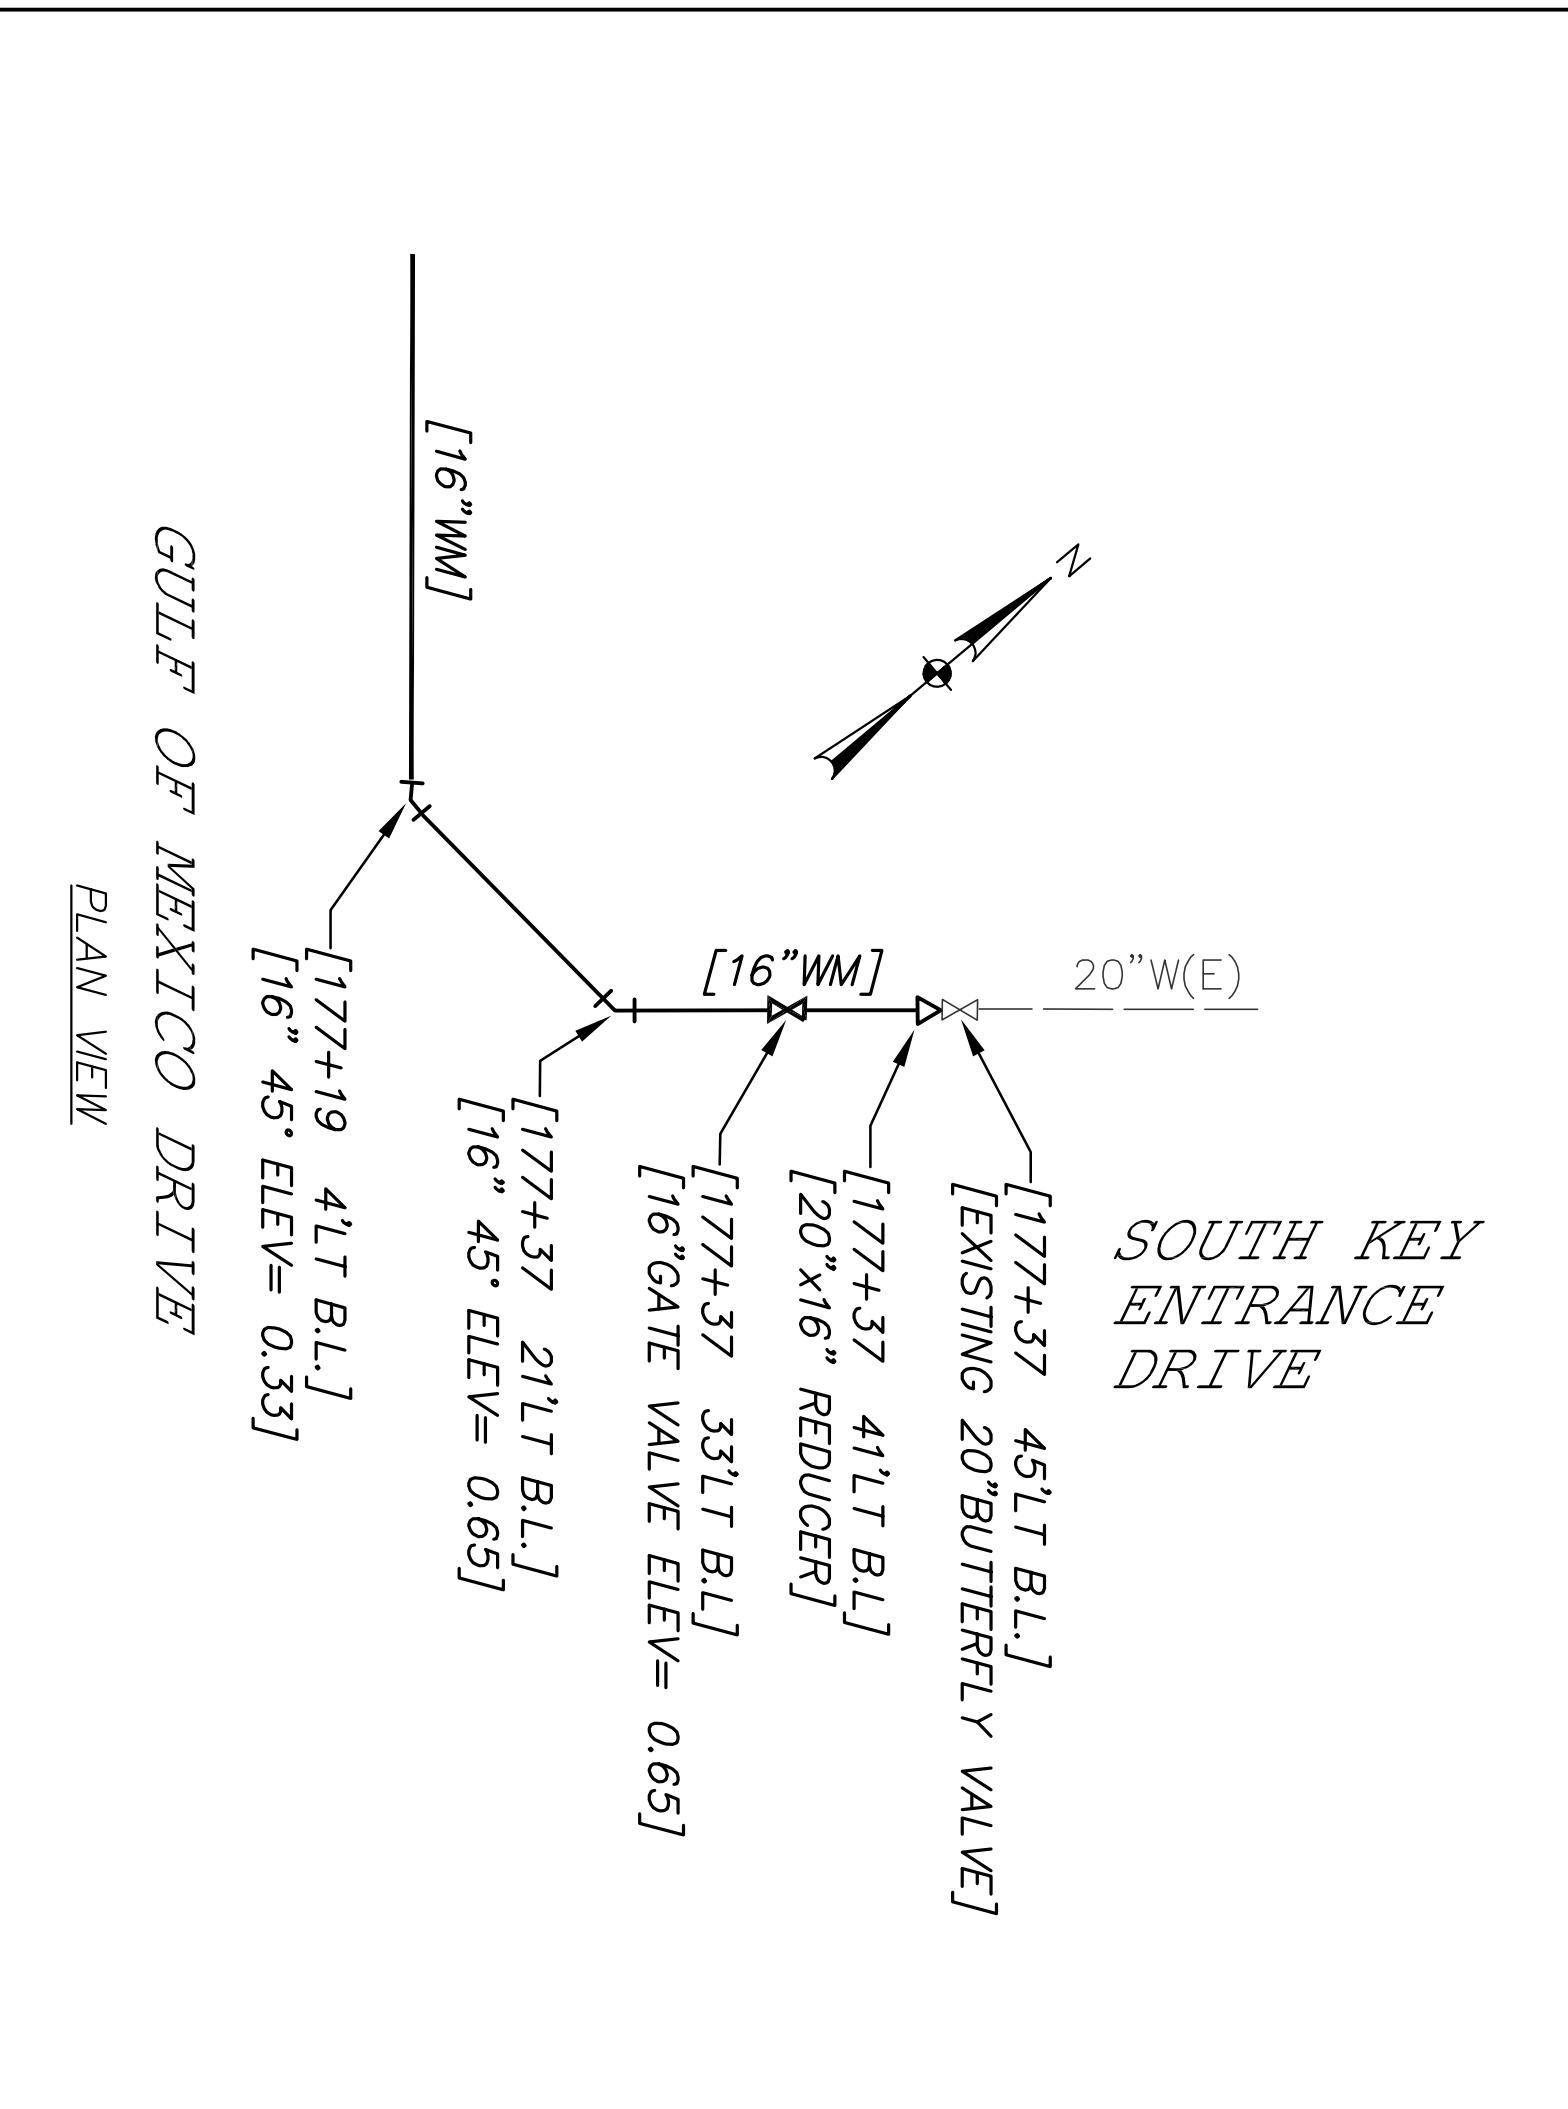 [16"WM]
N
GULF OF MEXICO DRIVE
PLAN VIEW
[16"WM]
20"W(E)
[177+19 4'LT B.L.]
[16" 45° ELEV= 0.33]
[177+37 21'LT B.L.]
[16" 45° ELEV= 0.65]
[177+37 33'LT B.L]
[16"GATE VALVE ELEV= 0.65]
[177+37 41'LT B.L]
[20"x16" REDUCER]
[177+37 45'LT B.L.]
[EXISTING 20"BUTTERFLY VALVE]
SOUTH KEY
ENTRANCE
DRIVE